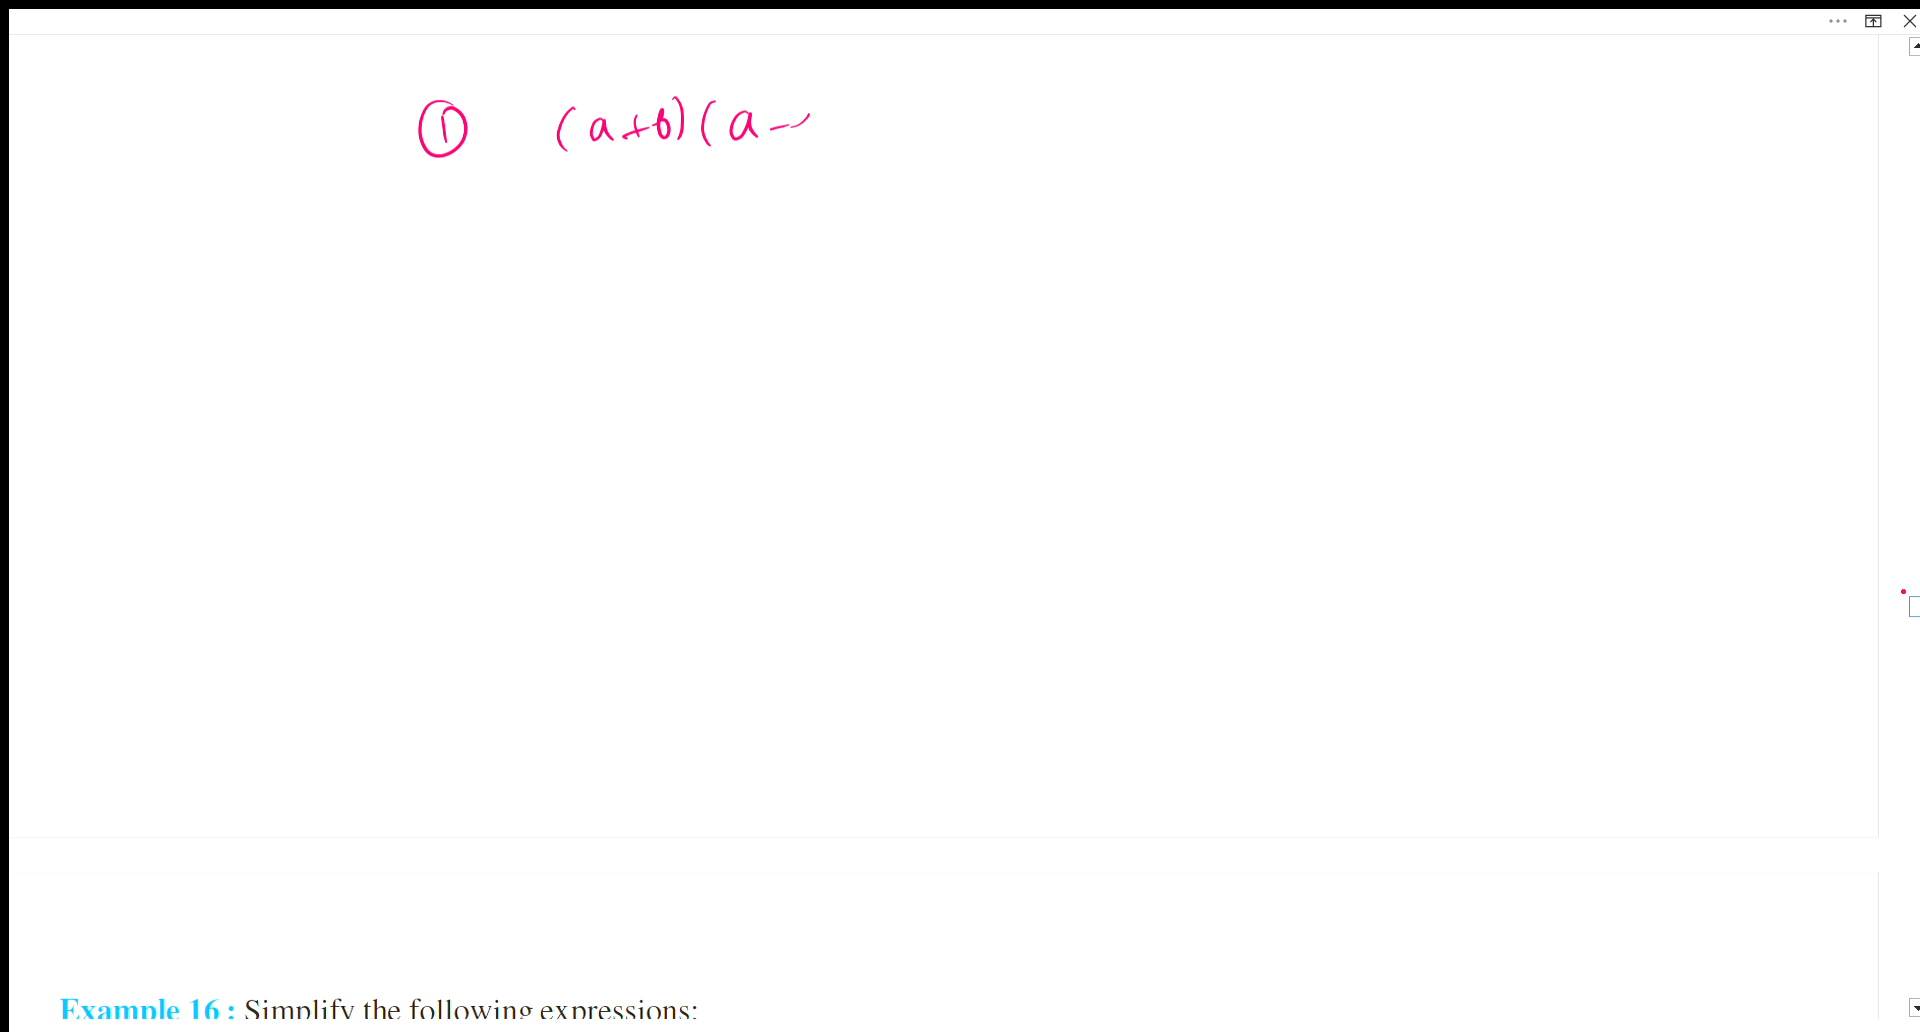 ① (a+b)(a-
Example 16 : Simplify the following expressions: